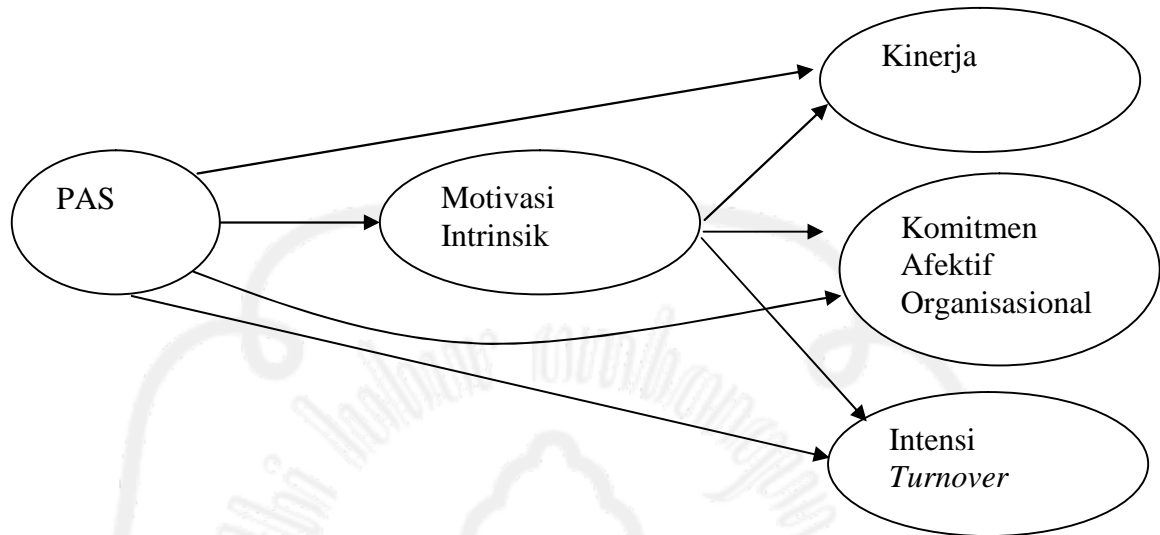 Kinerja
PAS
Motivasi
Intrinsik
Komitmen
Afektif
Organisasional
Intensi
Turnover